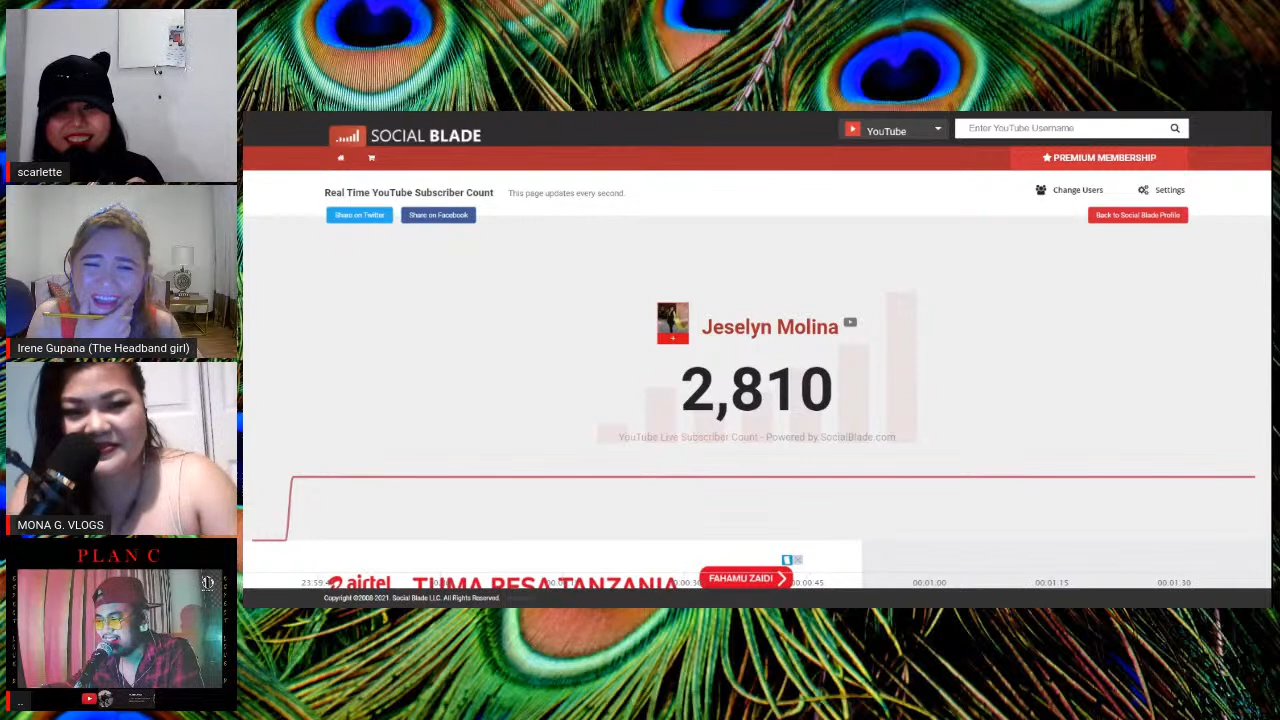 scarlette
Irene Gupana (The Headband girl)
MONA G. VLOGS
PLAN C
..
SOCIAL BLADE
YouTube
Enter YouTube Username
PREMIUM MEMBERSHIP
Real Time YouTube Subscriber Count
This page updates every second.
Change Users
Settings
Share on Twitter
Share on Facebook
Back to Social Blade Profile
Jeselyn Molina
2,810
YouTube Live Subscriber Count - Powered by SocialBlade.com
airtel
TUMA PESA TANZANIA
FAHAMU ZAIDI
00:01:00
00:01:15
00:01:30
Copyright ©2008-2021. Social Blade LLC. All Rights Reserved.